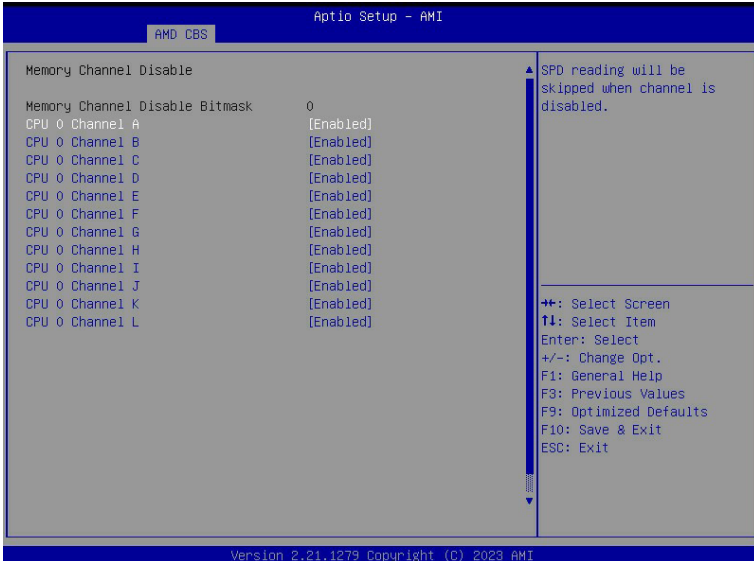 Aptio Setup – AMI
AMD CBS
Memory Channel Disable
Memory Channel Disable Bitmask 0
CPU 0 Channel A [Enabled]
CPU 0 Channel B [Enabled]
CPU 0 Channel C [Enabled]
CPU 0 Channel D [Enabled]
CPU 0 Channel E [Enabled]
CPU 0 Channel F [Enabled]
CPU 0 Channel G [Enabled]
CPU 0 Channel H [Enabled]
CPU 0 Channel I [Enabled]
CPU 0 Channel J [Enabled]
CPU 0 Channel K [Enabled]
CPU 0 Channel L [Enabled]
SPD reading will be
skipped when channel is
disabled.
→←: Select Screen
↑↓: Select Item
Enter: Select
+/-: Change Opt.
F1: General Help
F3: Previous Values
F9: Optimized Defaults
F10: Save & Exit
ESC: Exit
Version 2.21.1279 Copyright (C) 2023 AMI